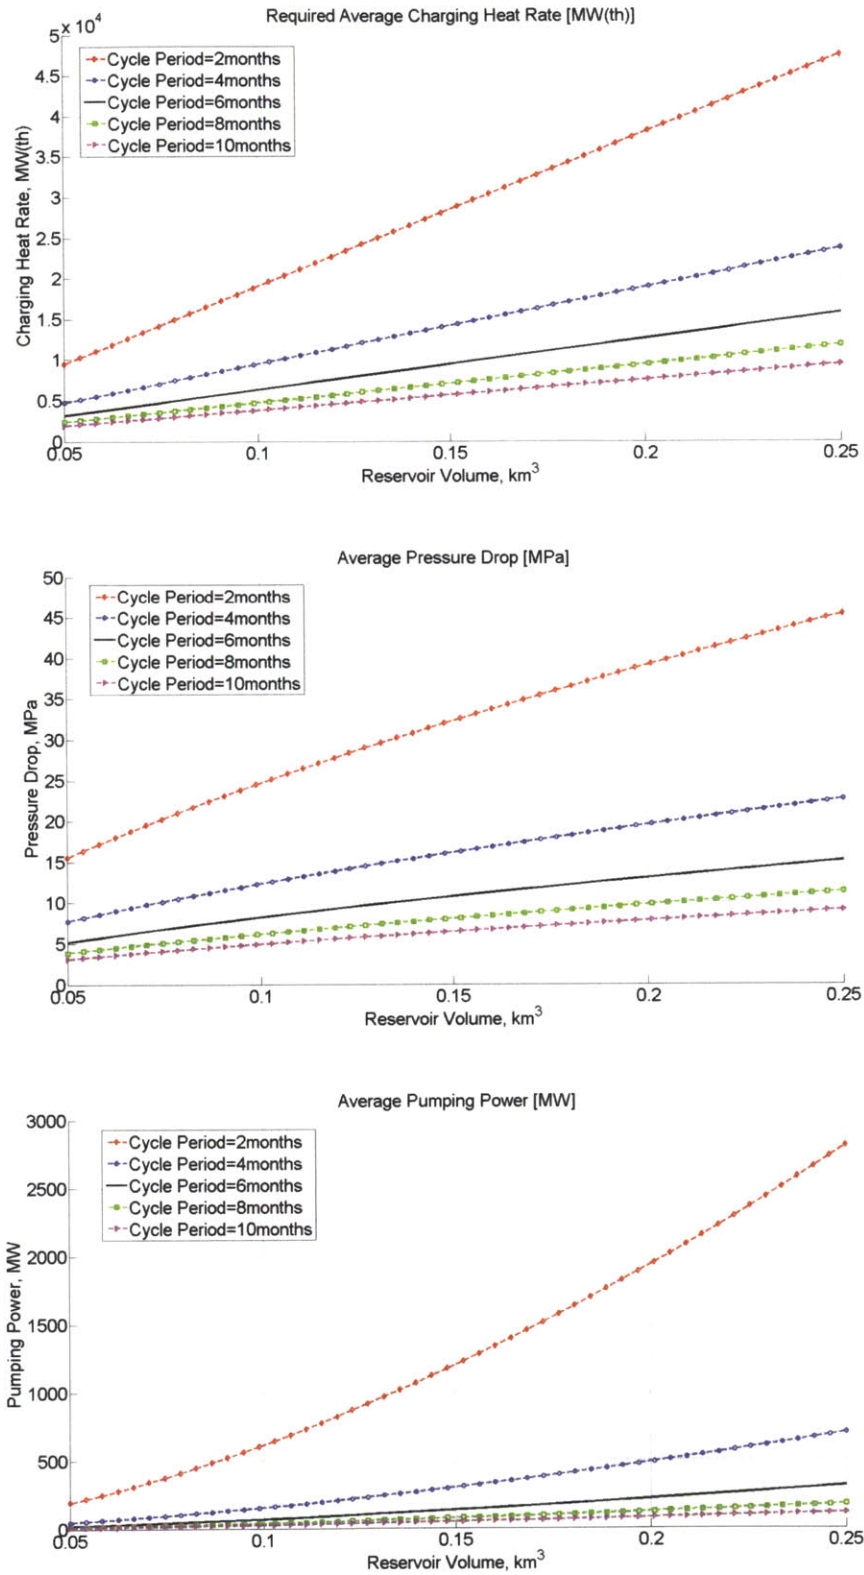 Required Average Charging Heat Rate [MW(th)]
5 x 10^4
Cycle Period=2months
Cycle Period=4months
Cycle Period=6months
Cycle Period=8months
Cycle Period=10months
4.5
4
3.5
3
2.5
2
1.5
1
0.5
0
Charging Heat Rate, MW(th)
0.05 0.1 0.15 0.2 0.25
Reservoir Volume, km^3
Average Pressure Drop [MPa]
50
Cycle Period=2months
Cycle Period=4months
Cycle Period=6months
Cycle Period=8months
Cycle Period=10months
45
40
35
30
25
20
15
10
5
0
Pressure Drop, MPa
0.05 0.1 0.15 0.2 0.25
Reservoir Volume, km^3
Average Pumping Power [MW]
3000
Cycle Period=2months
Cycle Period=4months
Cycle Period=6months
Cycle Period=8months
Cycle Period=10months
2500
2000
1500
1000
500
0
Pumping Power, MW
0.05 0.1 0.15 0.2 0.25
Reservoir Volume, km^3